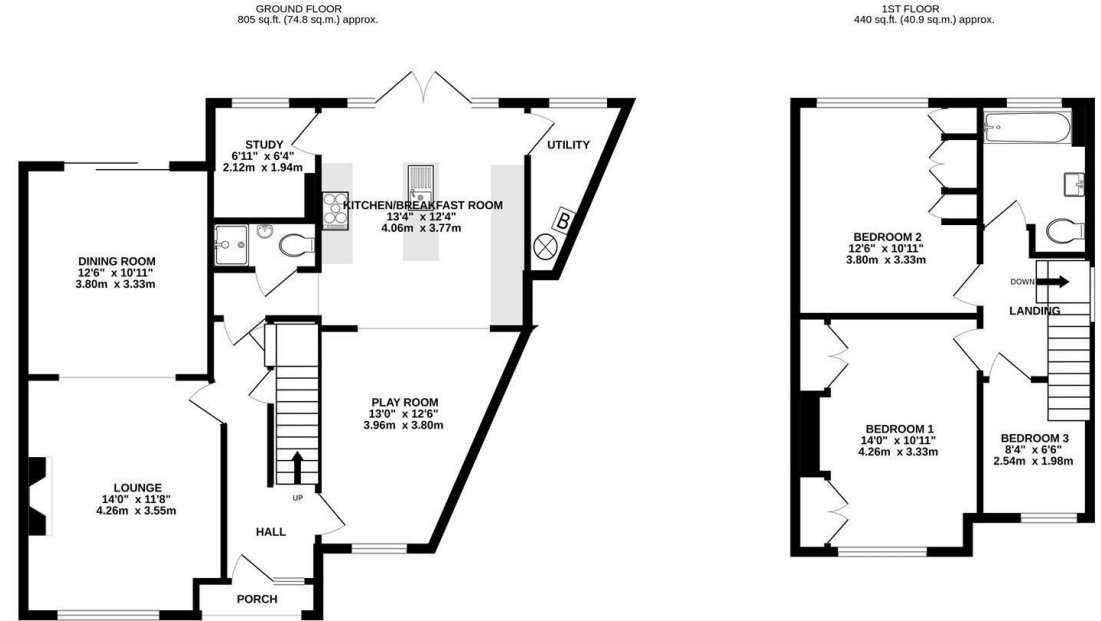 GROUND FLOOR
805 sq.ft. (74.8 sq.m.) approx.
STUDY
6'11" x 6'4"
2.12m x 1.94m
UTILITY
KITCHEN/BREAKFAST ROOM
13'4" x 12'4"
4.06m x 3.77m
B
DINING ROOM
12'6" x 10'11"
3.80m x 3.33m
PLAY ROOM
13'0" x 12'6"
3.96m x 3.80m
LOUNGE
14'0" x 11'8"
4.26m x 3.55m
UP
HALL
PORCH
1ST FLOOR
440 sq.ft. (40.9 sq.m.) approx.
BEDROOM 2
12'6" x 10'11"
3.80m x 3.33m
DOWN
LANDING
BEDROOM 1
14'0" x 10'11"
4.26m x 3.33m
BEDROOM 3
8'4" x 6'6"
2.54m x 1.98m